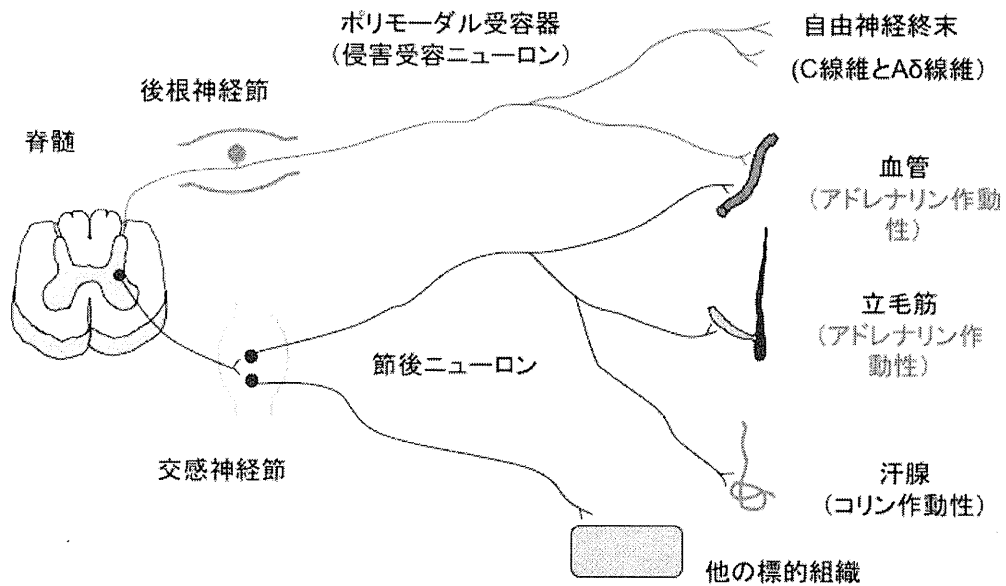 ポリモーダル受容器
(侵害受容ニューロン)
自由神経終末
(C線維とAδ線維)
後根神経節
脊髄
血管
(アドレナリン作動
性)
立毛筋
(アドレナリン作
動性)
節後ニューロン
交感神経節
汗腺
(コリン作動性)
他の標的組織